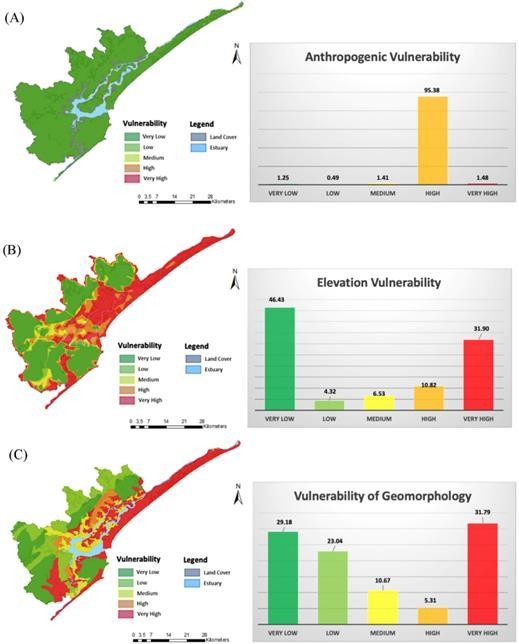 (A)
N
Vulnerability
Very Low
Low
Medium
High
Very High
Legend
Land Cover
Estuary
0 3.5 7 14 21 28
Kilometers
Anthropogenic Vulnerability
1.25 0.49 1.41 95.38 1.48
VERY LOW LOW MEDIUM HIGH VERY HIGH
(B)
N
Vulnerability
Very Low
Low
Medium
High
Very High
Legend
Land Cover
Estuary
0 3.5 7 14 21 28
Kilometers
Elevation Vulnerability
46.43 4.32 6.53 10.82 31.90
VERY LOW LOW MEDIUM HIGH VERY HIGH
(C)
N
Vulnerability
Very Low
Low
Medium
High
Very High
Legend
Land Cover
Estuary
0 3.5 7 14 21 28
Kilometers
Vulnerability of Geomorphology
29.18 23.04 10.67 5.31 31.79
VERY LOW LOW MEDIUM HIGH VERY HIGH